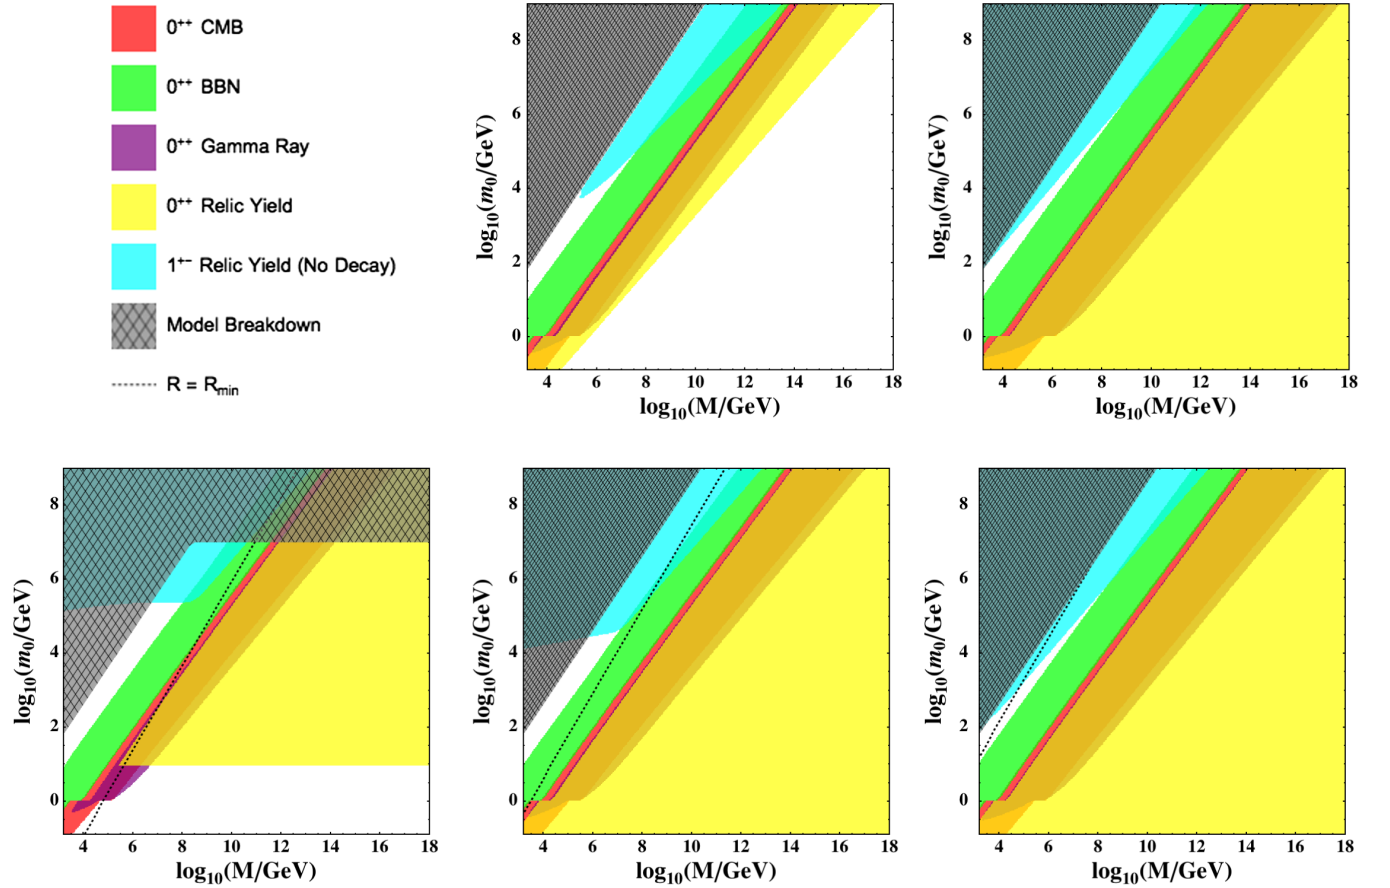 0++ CMB
0++ BBN
0++ Gamma Ray
0++ Relic Yield
1+− Relic Yield (No Decay)
Model Breakdown
R = Rmin
log10(m0/GeV)
8
6
4
2
0
4 6 8 10 12 14 16 18
log10(M/GeV)
log10(m0/GeV)
8
6
4
2
0
4 6 8 10 12 14 16 18
log10(M/GeV)
log10(m0/GeV)
8
6
4
2
0
4 6 8 10 12 14 16 18
log10(M/GeV)
log10(m0/GeV)
8
6
4
2
0
4 6 8 10 12 14 16 18
log10(M/GeV)
log10(m0/GeV)
8
6
4
2
0
4 6 8 10 12 14 16 18
log10(M/GeV)